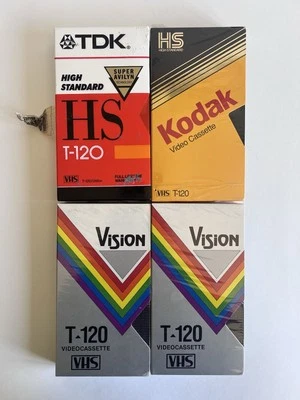 TDK
HIGH
STANDARD
SUPER
AVILYN
HS
T-120
VHS
HS
Kodak
Video Cassette
VHS T-120
VISION
T-120
VIDEOCASSETTE
VHS
VISION
T-120
VIDEOCASSETTE
VHS